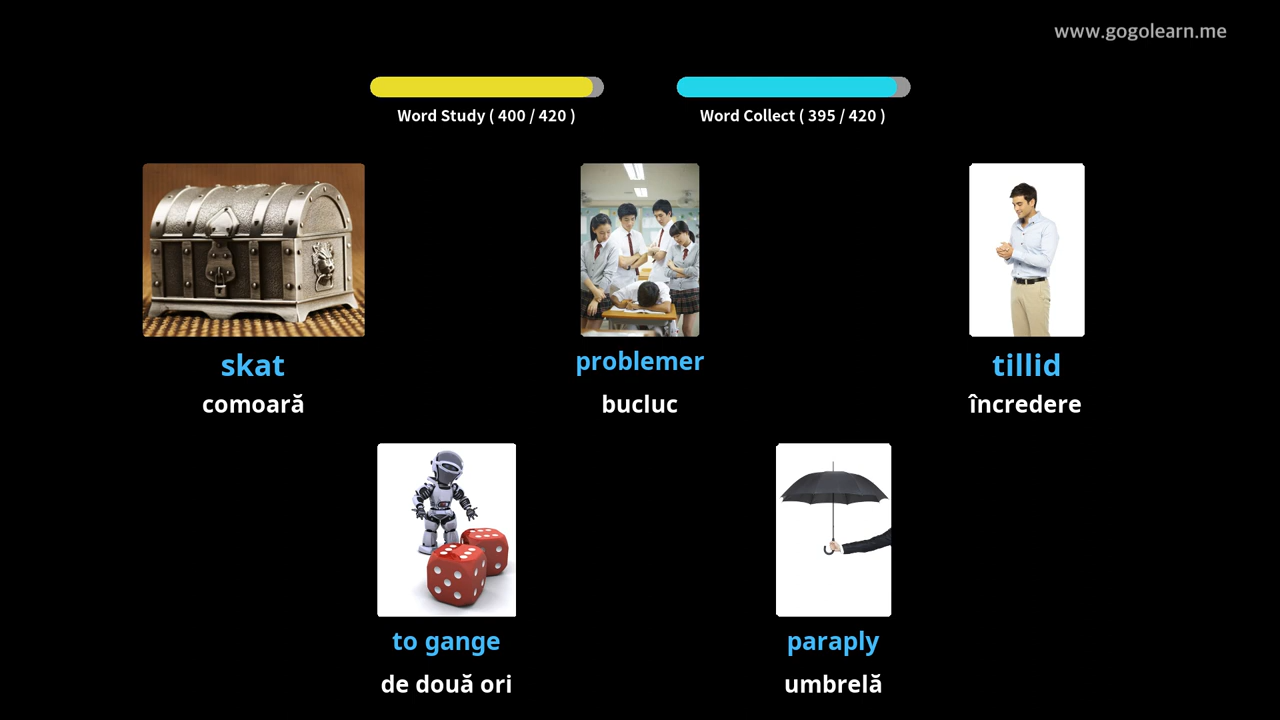 www.gogolearn.me
Word Study ( 400 / 420 )
Word Collect ( 395 / 420 )
skat
problemer
tillid
comoară
bucluc
încredere
to gange
paraply
de două ori
umbrelă